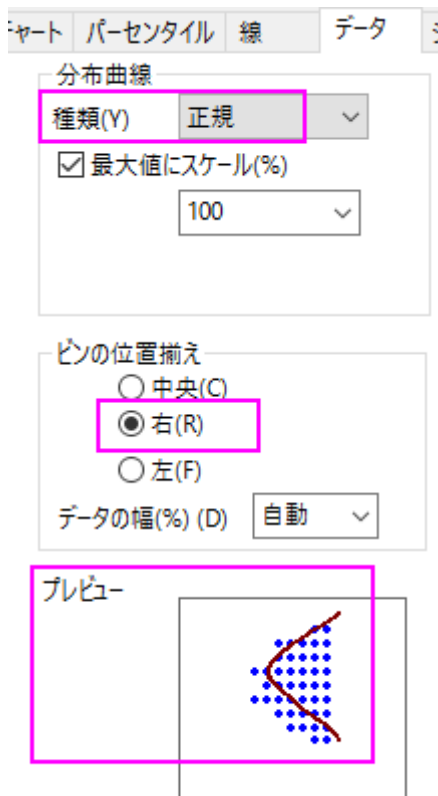 チャート パーセンタイル 線 データ
分布曲線
種類(Y) 正規
最大値にスケール(%)
100
ビンの位置揃え
中央(C)
右(R)
左(F)
データの幅(%) (D) 自動
プレビュー